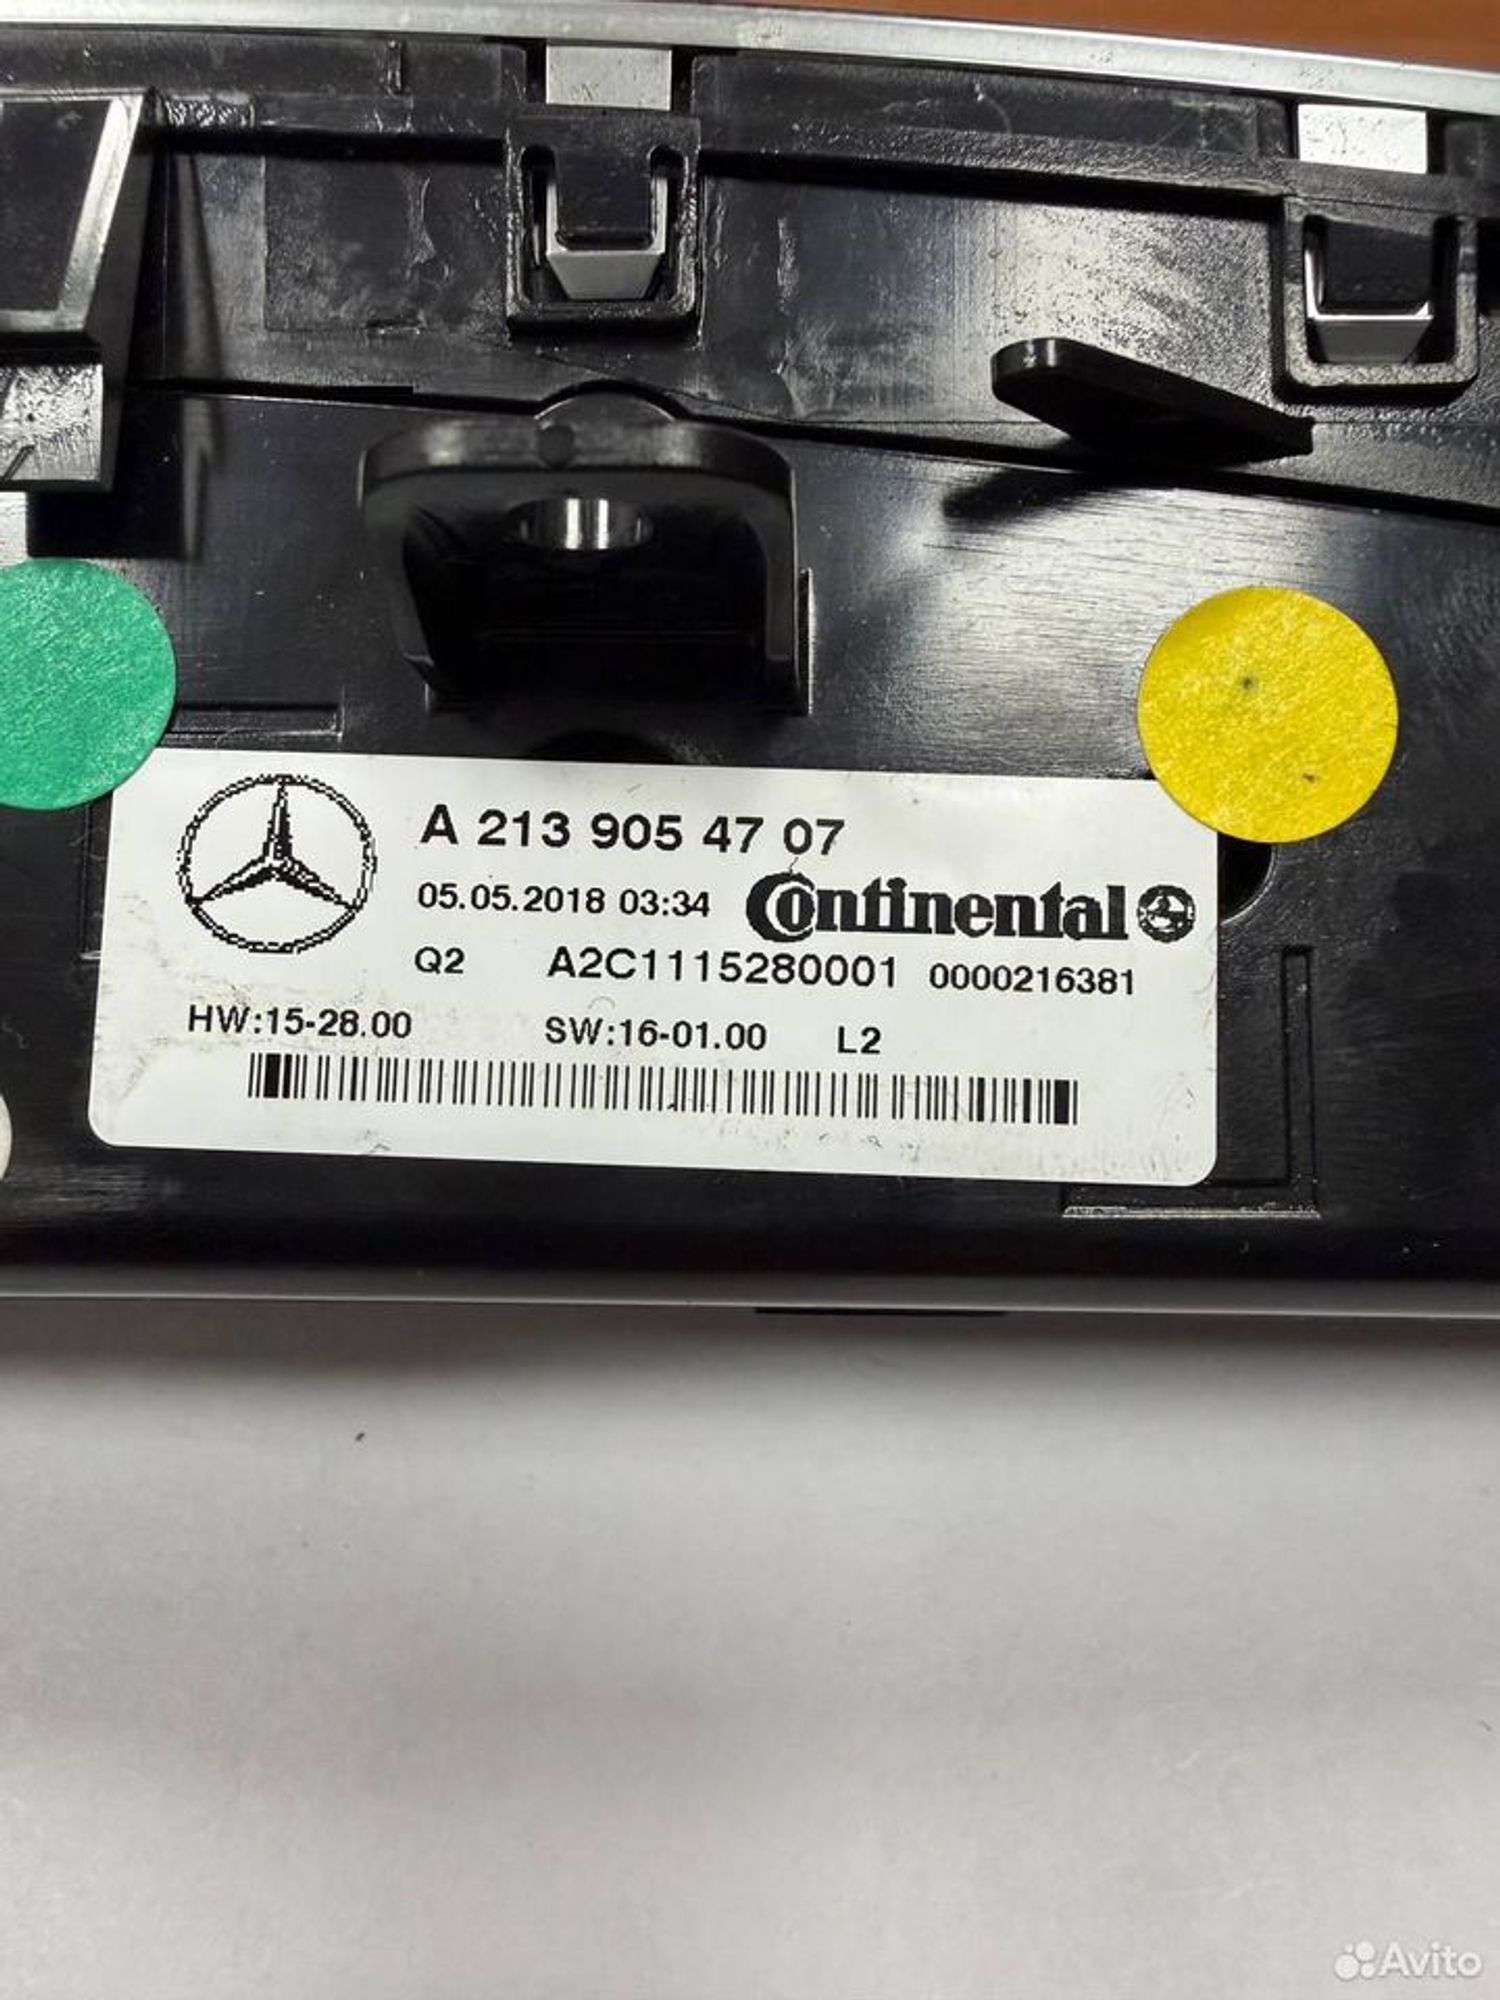 A 213 905 47 07
05.05.2018 03:34 Continental
Q2 A2C1115280001 0000216381
HW:15-28.00 SW:16-01.00 L2
Avito